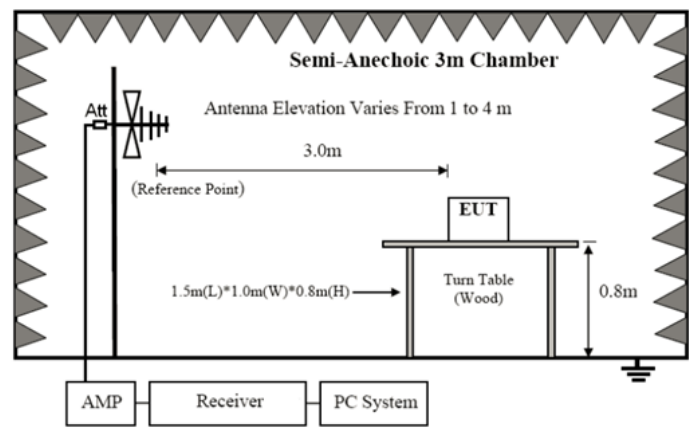 Semi-Anechoic 3m Chamber
Att
Antenna Elevation Varies From 1 to 4 m
3.0m
(Reference Point)
EUT
1.5m(L)*1.0m(W)*0.8m(H)
Turn Table
(Wood)
0.8m
AMP
Receiver
PC System